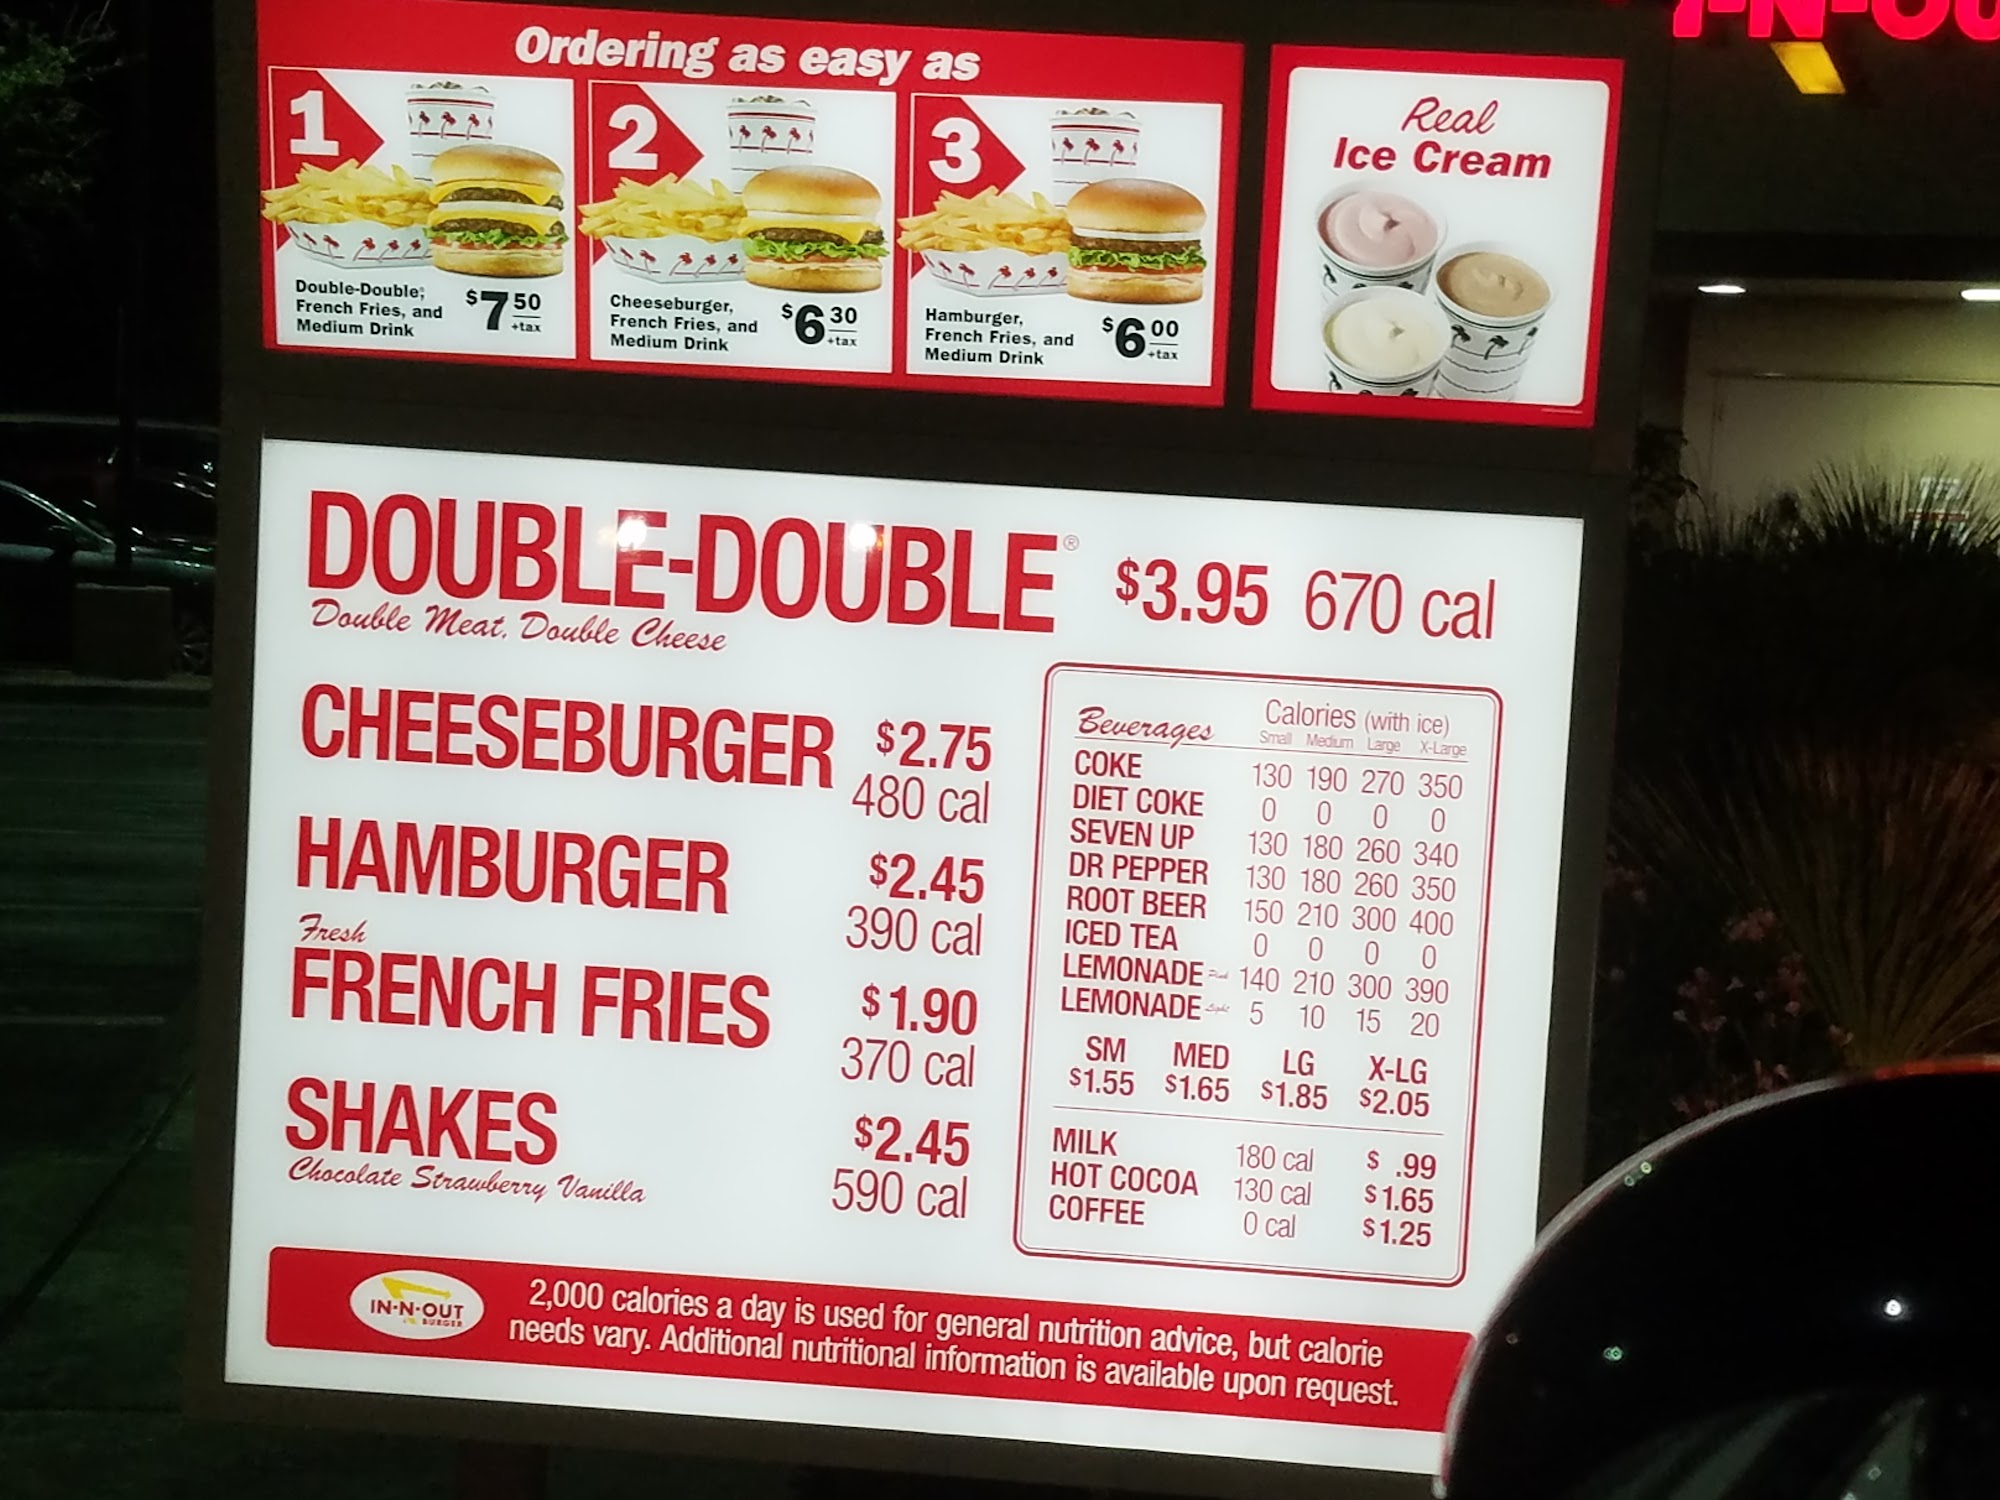 I-N-OU
Ordering as easy as
1
Double-Double®,
French Fries, and
Medium Drink
$7 50
+tax
2
Cheeseburger,
French Fries, and
Medium Drink
$6 30
+tax
3
Hamburger,
French Fries, and
Medium Drink
$6 00
+tax
Real
Ice Cream
DOUBLE-DOUBLE® $3.95 670 cal
Double Meat, Double Cheese
CHEESEBURGER $2.75
480 cal
HAMBURGER $2.45
390 cal
Fresh
FRENCH FRIES $1.90
370 cal
SHAKES $2.45
Chocolate Strawberry Vanilla 590 cal
Beverages Calories (with ice)
Small Medium Large X-Large
COKE 130 190 270 350
DIET COKE 0 0 0 0
SEVEN UP 130 180 260 340
DR PEPPER 130 180 260 350
ROOT BEER 150 210 300 400
ICED TEA 0 0 0 0
LEMONADE Pink 140 210 300 390
LEMONADE Light 5 10 15 20
SM MED LG X-LG
$1.55 $1.65 $1.85 $2.05
MILK 180 cal $ .99
HOT COCOA 130 cal $1.65
COFFEE 0 cal $1.25
IN-N-OUT
BURGER
2,000 calories a day is used for general nutrition advice, but calorie
needs vary. Additional nutritional information is available upon request.